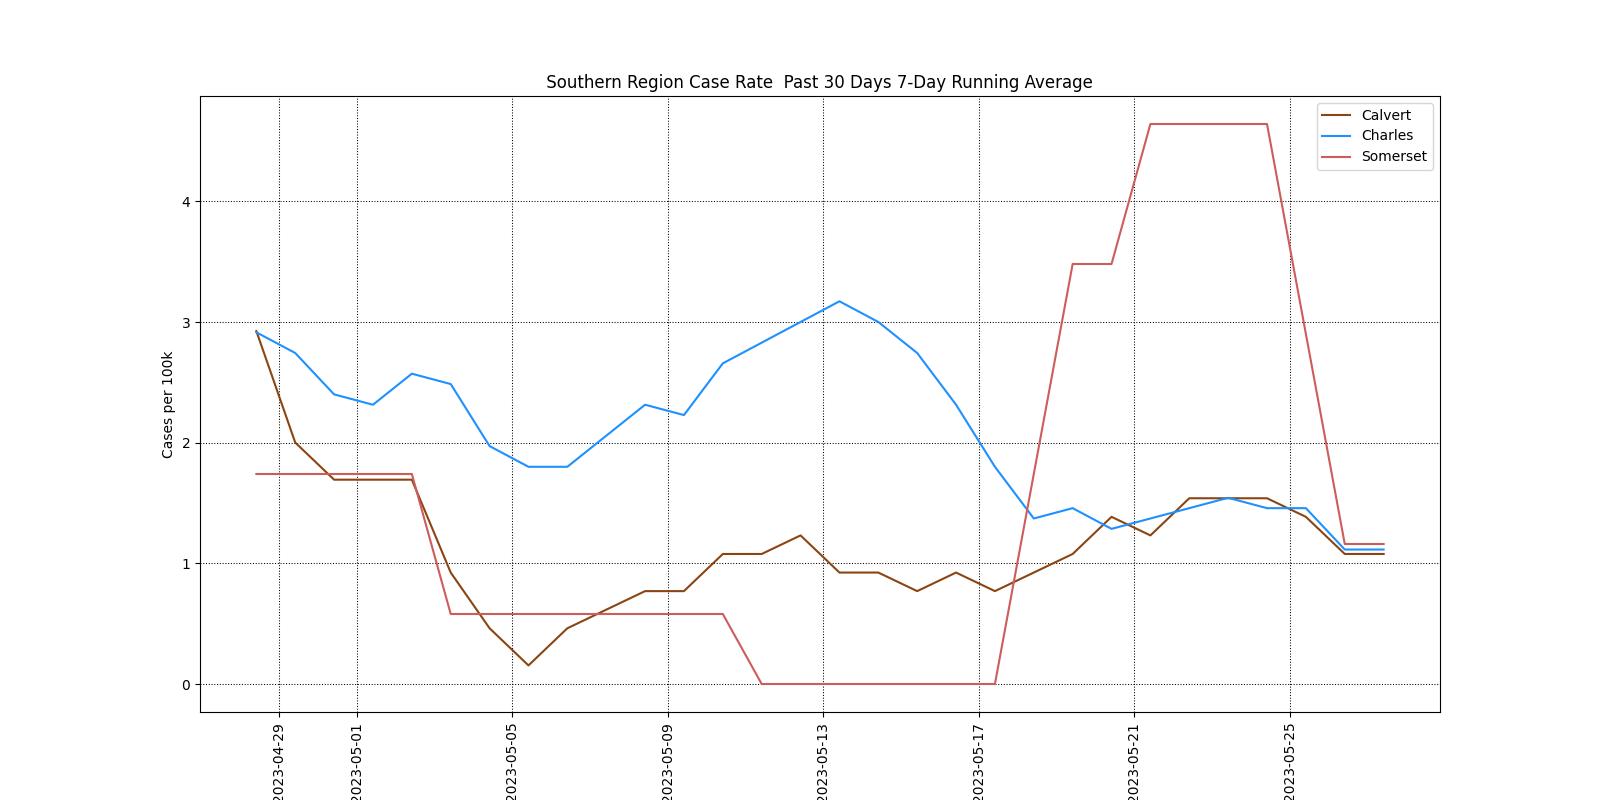 Southern Region Case Rate  Past 30 Days 7-Day Running Average
Calvert
Charles
Somerset
Cases per 100k
4
3
2
1
0
2023-04-29
2023-05-01
2023-05-05
2023-05-09
2023-05-13
2023-05-17
2023-05-21
2023-05-25